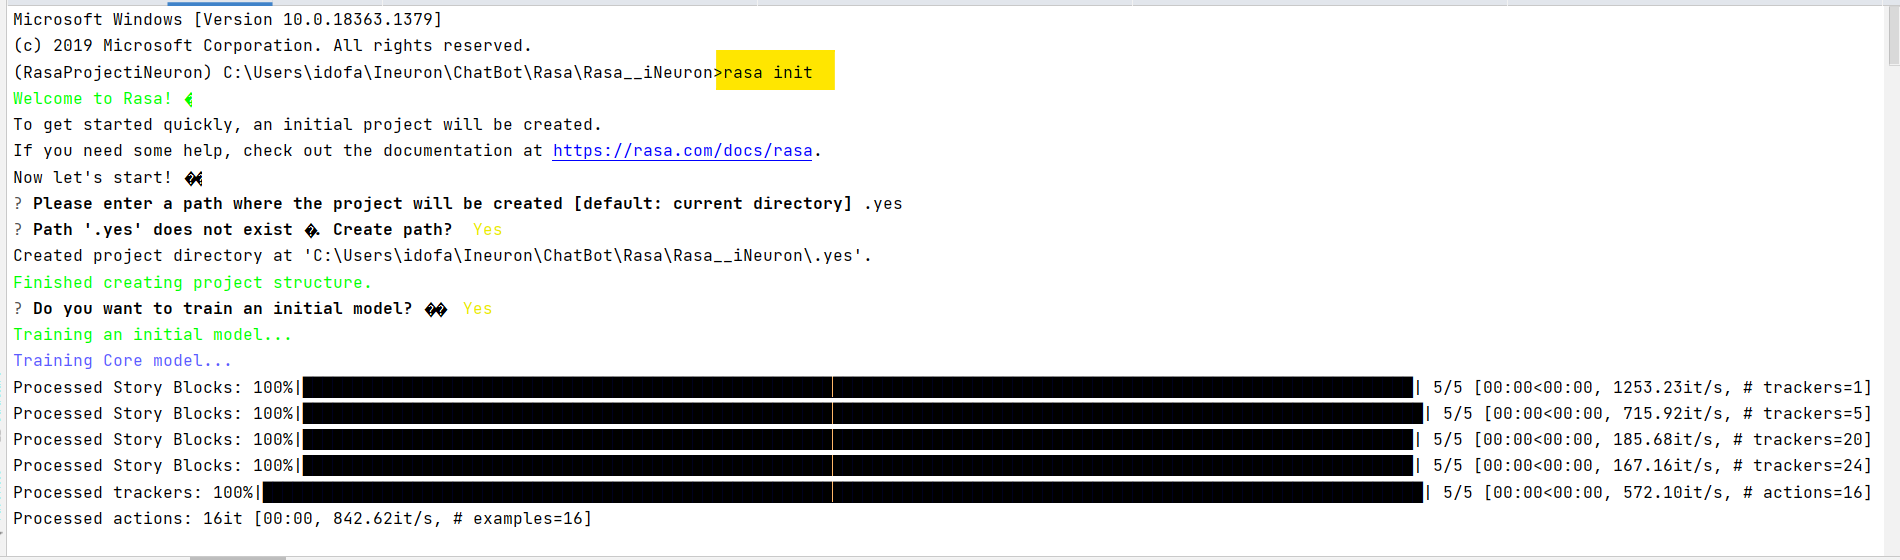 Microsoft Windows [Version 10.0.18363.1379]
(c) 2019 Microsoft Corporation. All rights reserved.
(RasaProjectiNeuron) C:\Users\idofa\Ineuron\ChatBot\Rasa\Rasa__iNeuron>rasa init
Welcome to Rasa! �
To get started quickly, an initial project will be created.
If you need some help, check out the documentation at https://rasa.com/docs/rasa.
Now let's start! ��
? Please enter a path where the project will be created [default: current directory] .yes
? Path '.yes' does not exist �. Create path?  Yes
Created project directory at 'C:\Users\idofa\Ineuron\ChatBot\Rasa\Rasa__iNeuron\.yes'.
Finished creating project structure.
? Do you want to train an initial model? ��  Yes
Training an initial model...
Training Core model...
Processed Story Blocks: 100%|| 5/5 [00:00<00:00, 1253.23it/s, # trackers=1]
Processed Story Blocks: 100%|| 5/5 [00:00<00:00, 715.92it/s, # trackers=5]
Processed Story Blocks: 100%|| 5/5 [00:00<00:00, 185.68it/s, # trackers=20]
Processed Story Blocks: 100%|| 5/5 [00:00<00:00, 167.16it/s, # trackers=24]
Processed trackers: 100%|| 5/5 [00:00<00:00, 572.10it/s, # actions=16]
Processed actions: 16it [00:00, 842.62it/s, # examples=16]